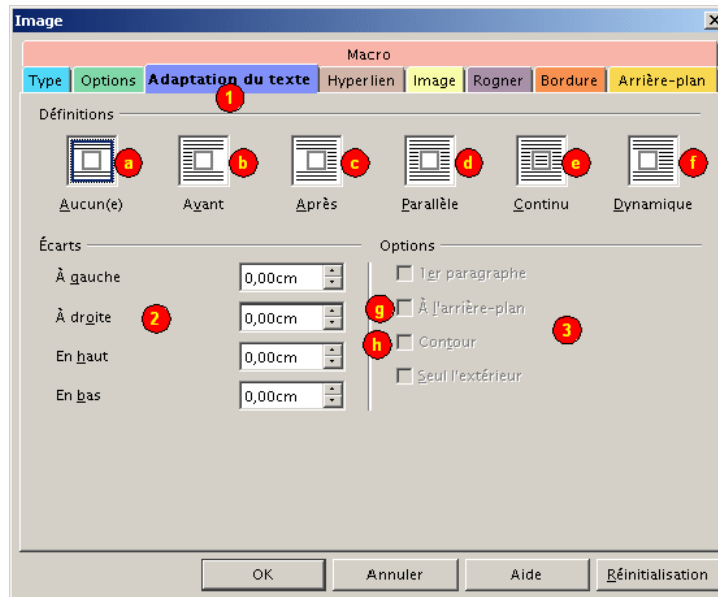 Image
Macro
Type Options Adaptation du texte Hyperlien Image Rogner Bordure Arrière-plan
1
Définitions
a b c d e f
Aucun(e) Avant Après Parallèle Continu Dynamique
Écarts Options
À gauche 0,00cm 1er paragraphe
À droite 2 0,00cm g À l'arrière-plan 3
En haut 0,00cm h Contour
En bas 0,00cm Seul l'extérieur
OK Annuler Aide Réinitialisation